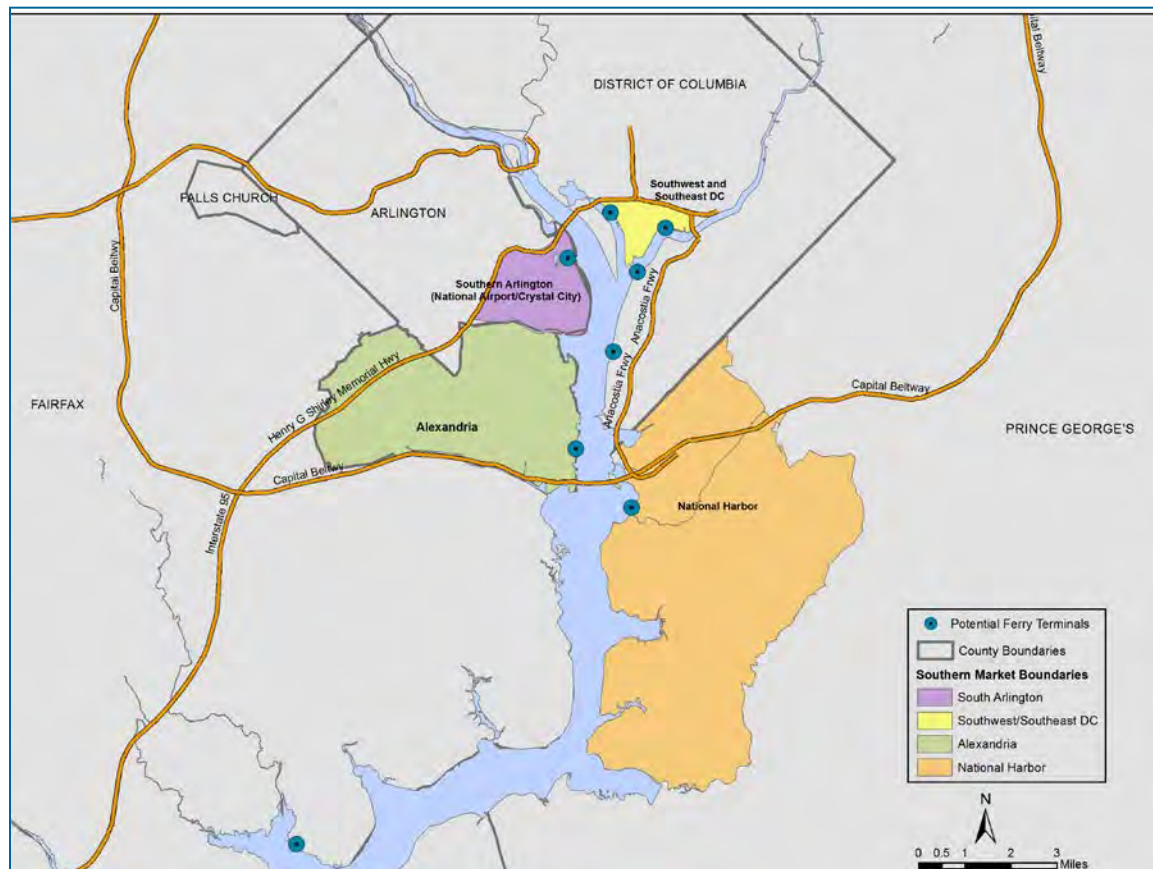 Capital Beltway
DISTRICT OF COLUMBIA
Southwest and
Southeast DC
FALLS CHURCH
ARLINGTON
Capital Beltwy
Southern Arlington
(National Airport/Crystal City)
Anacostia Frwy
Anacostia Frwy
Henry G Shirley Memorial Hwy
Capital Beltway
FAIRFAX
Alexandria
PRINCE GEORGE'S
Capital Beltwy
Interstate 95
National Harbor
Potential Ferry Terminals
County Boundaries
Southern Market Boundaries
South Arlington
Southwest/Southeast DC
Alexandria
National Harbor
N
0 0.5 1 2 3
Miles